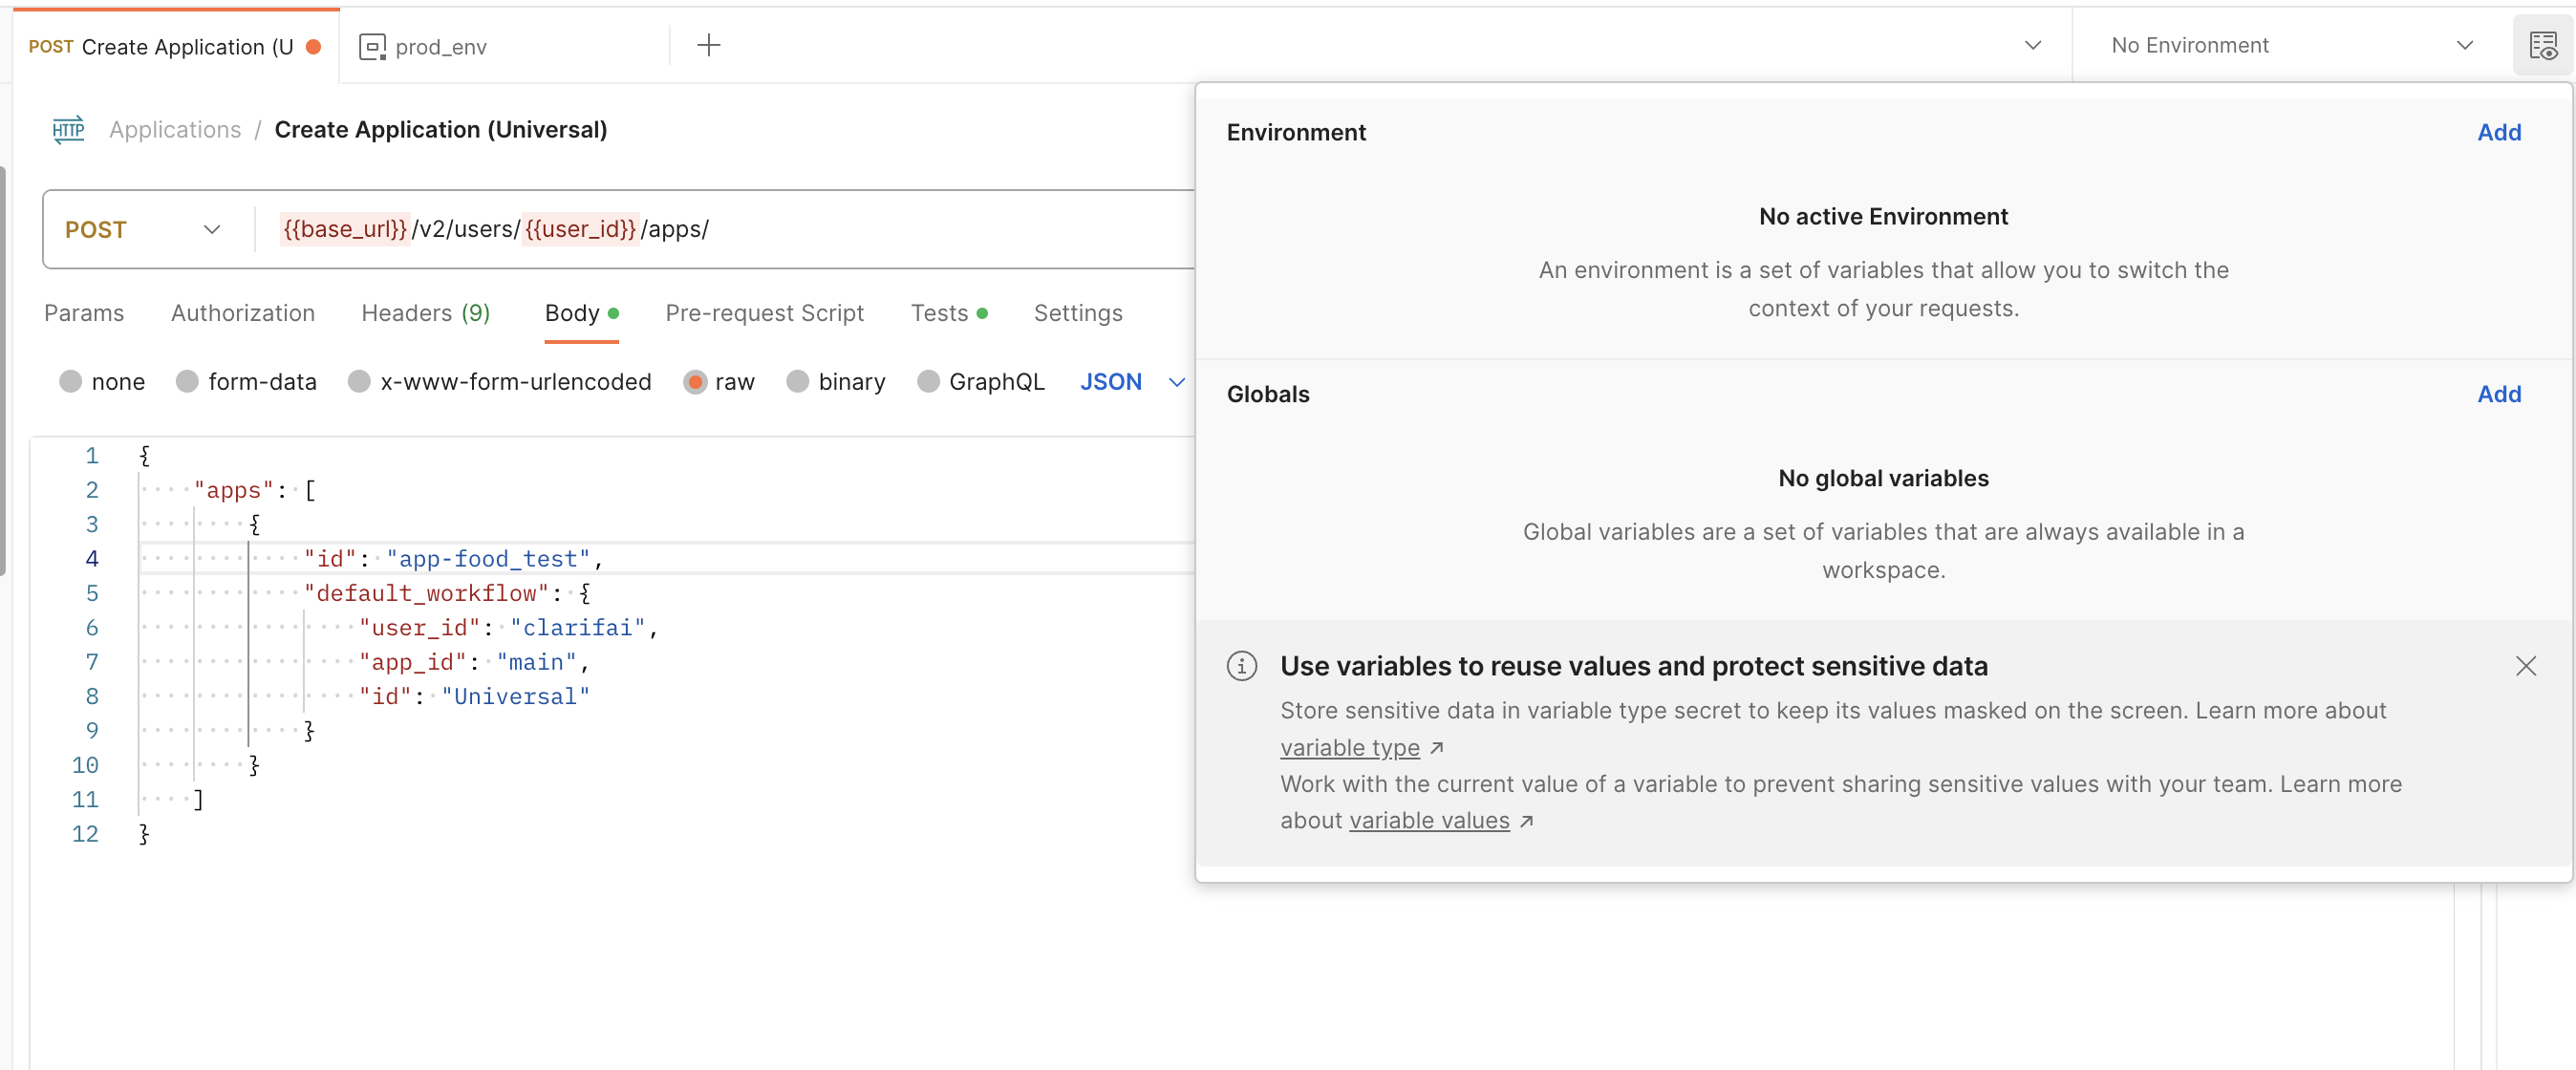 POST Create Application (U
prod_env
No Environment
HTTP Applications / Create Application (Universal)
POST {{base_url}}/v2/users/{{user_id}}/apps/
Params Authorization Headers (9) Body Pre-request Script Tests Settings
none form-data x-www-form-urlencoded raw binary GraphQL JSON
1 {
2 "apps": [
3 {
4 "id": "app-food_test",
5 "default_workflow": {
6 "user_id": "clarifai",
7 "app_id": "main",
8 "id": "Universal"
9 }
10 }
11 ]
12 }
Environment Add
No active Environment
An environment is a set of variables that allow you to switch the
context of your requests.
Globals Add
No global variables
Global variables are a set of variables that are always available in a
workspace.
Use variables to reuse values and protect sensitive data
Store sensitive data in variable type secret to keep its values masked on the screen. Learn more about
variable type ↗
Work with the current value of a variable to prevent sharing sensitive values with your team. Learn more
about variable values ↗